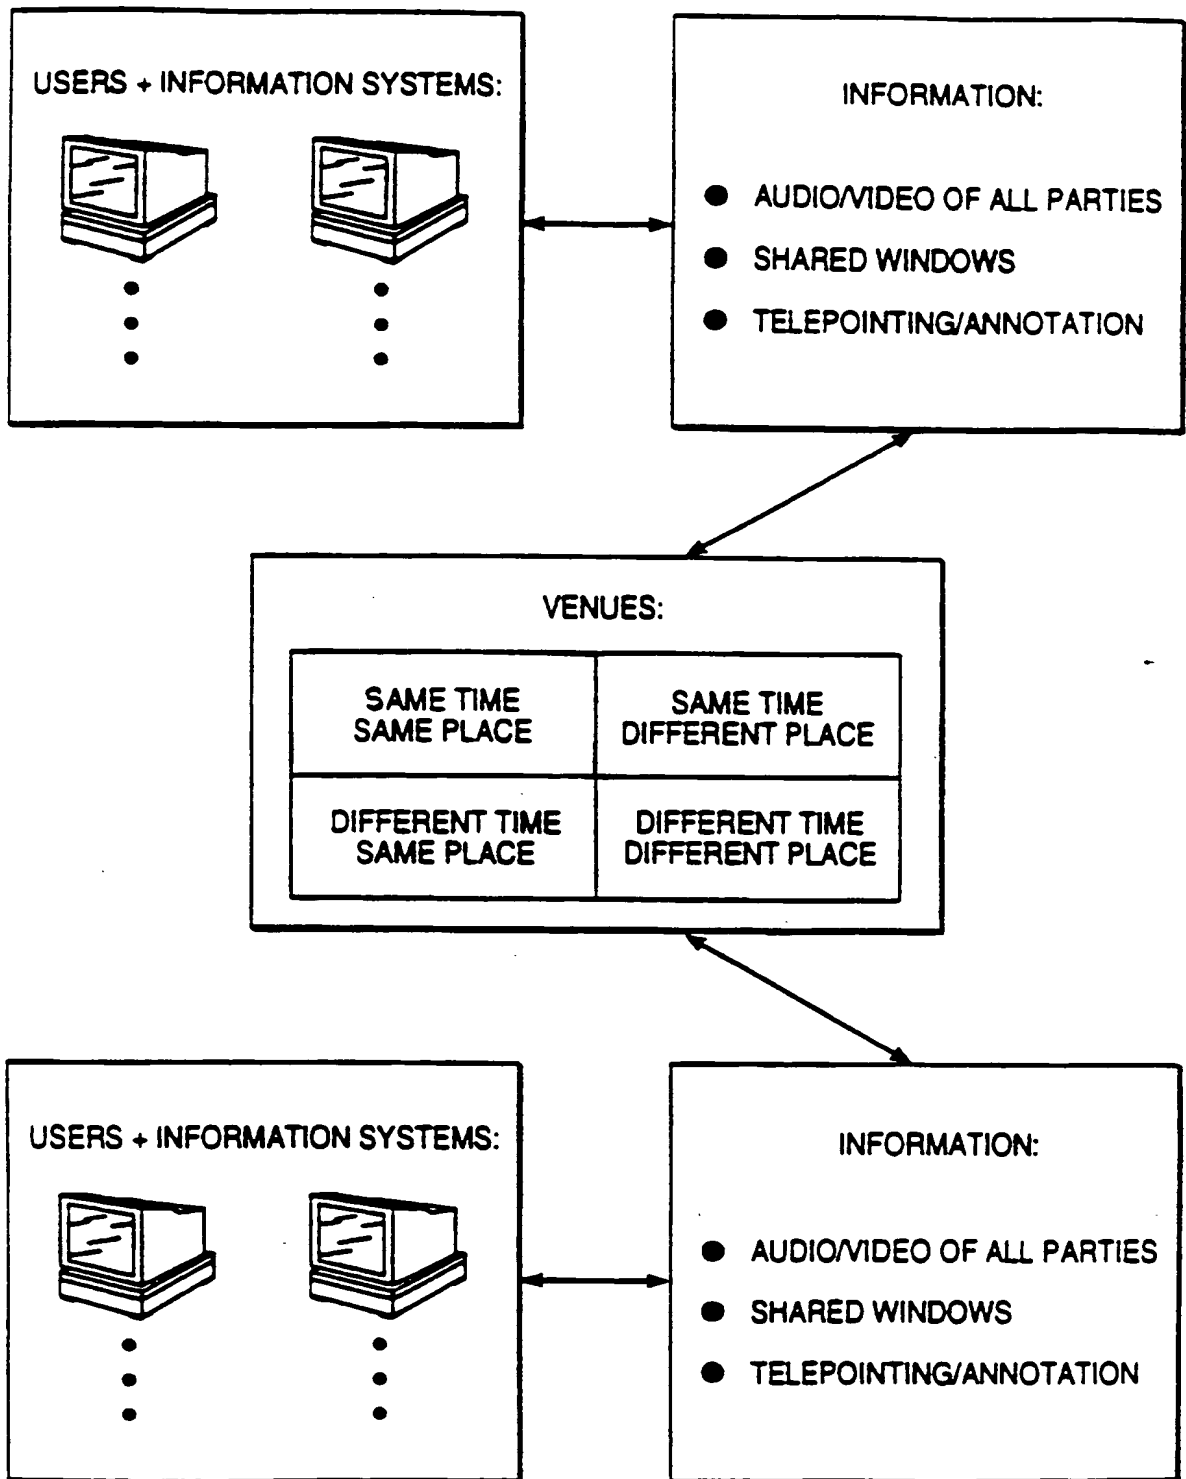 USERS + INFORMATION SYSTEMS:
INFORMATION:
● AUDIO/VIDEO OF ALL PARTIES
● SHARED WINDOWS
● TELEPOINTING/ANNOTATION
VENUES:
SAME TIME
SAME PLACE
SAME TIME
DIFFERENT PLACE
DIFFERENT TIME
SAME PLACE
DIFFERENT TIME
DIFFERENT PLACE
USERS + INFORMATION SYSTEMS:
INFORMATION:
● AUDIO/VIDEO OF ALL PARTIES
● SHARED WINDOWS
● TELEPOINTING/ANNOTATION